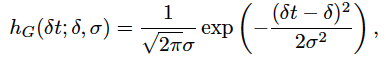 h_G(δt; δ, σ) = \frac{1}{\sqrt{2π}σ} exp ( − \frac{(δt − δ)^2}{2σ^2} ) ,